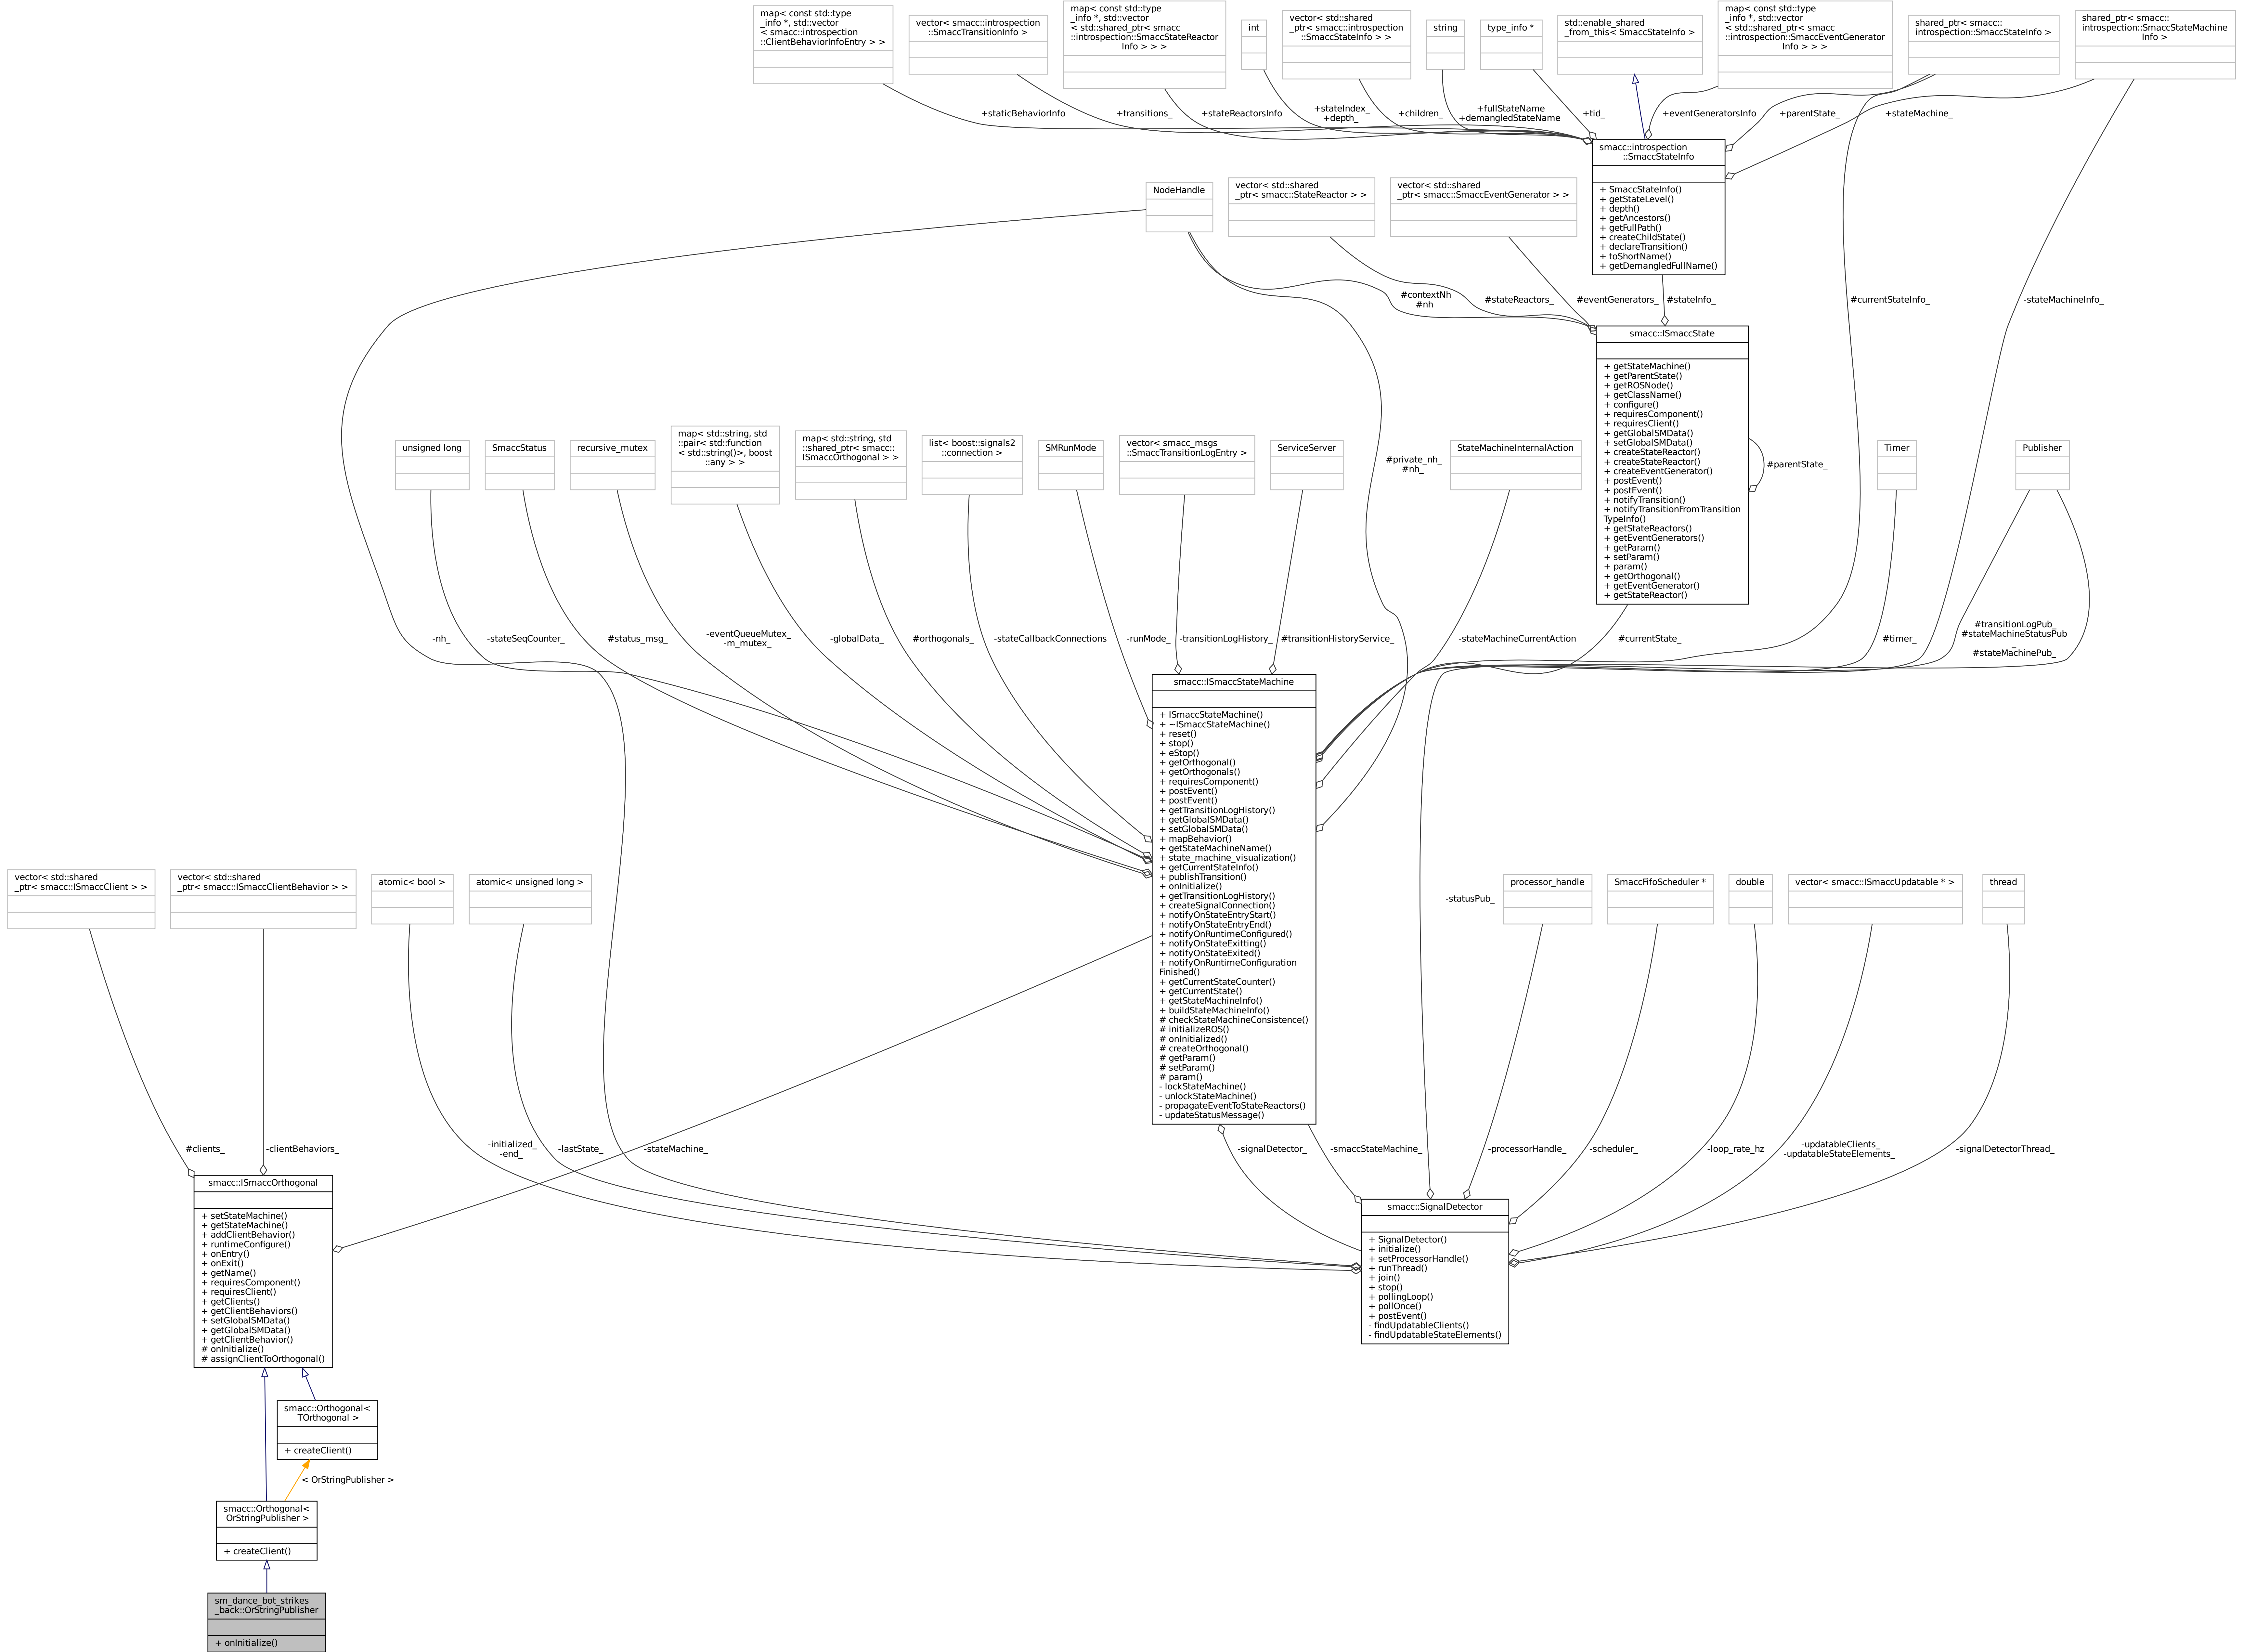 map< const std::type
_info *, std::vector
< smacc::introspection
::ClientBehaviorInfoEntry > >
vector< smacc::introspection
::SmaccTransitionInfo >
map< const std::type
_info *, std::vector
< std::shared_ptr< smacc
::introspection::SmaccStateReactor
Info > > >
int
vector< std::shared
_ptr< smacc::introspection
::SmaccStateInfo > >
string
type_info *
std::enable_shared
_from_this< SmaccStateInfo >
map< const std::type
_info *, std::vector
< std::shared_ptr< smacc
::introspection::SmaccEventGenerator
Info > > >
shared_ptr< smacc::
introspection::SmaccStateInfo >
shared_ptr< smacc::
introspection::SmaccStateMachine
Info >
+staticBehaviorInfo
+transitions_
+stateReactorsInfo
+stateIndex_
+depth_
+children_
+fullStateName
+demangledStateName
+tid_
+eventGeneratorsInfo
+parentState_
+stateMachine_
smacc::introspection
::SmaccStateInfo
+ SmaccStateInfo()
+ getStateLevel()
+ depth()
+ getAncestors()
+ getFullPath()
+ createChildState()
+ declareTransition()
+ toShortName()
+ getDemangledFullName()
NodeHandle
vector< std::shared
_ptr< smacc::StateReactor > >
vector< std::shared
_ptr< smacc::SmaccEventGenerator > >
#contextNh
#nh
#stateReactors_
#eventGenerators_
#stateInfo_
#currentStateInfo_
-stateMachineInfo_
smacc::ISmaccState
+ getStateMachine()
+ getParentState()
+ getROSNode()
+ getClassName()
+ configure()
+ requiresComponent()
+ requiresClient()
+ getGlobalSMData()
+ setGlobalSMData()
+ createStateReactor()
+ createStateReactor()
+ createEventGenerator()
+ postEvent()
+ postEvent()
+ notifyTransition()
+ notifyTransitionFromTransition
TypeInfo()
+ getStateReactors()
+ getEventGenerators()
+ getParam()
+ setParam()
+ param()
+ getOrthogonal()
+ getEventGenerator()
+ getStateReactor()
#parentState_
unsigned long
SmaccStatus
recursive_mutex
map< std::string, std
::pair< std::function
< std::string()>, boost
::any > >
map< std::string, std
::shared_ptr< smacc::
ISmaccOrthogonal > >
list< boost::signals2
::connection >
SMRunMode
vector< smacc_msgs
::SmaccTransitionLogEntry >
ServiceServer
#private_nh_
#nh_
StateMachineInternalAction
Timer
Publisher
-nh_
-stateSeqCounter_
#status_msg_
-eventQueueMutex_
-m_mutex_
-globalData_
#orthogonals_
-stateCallbackConnections
-runMode_
-transitionLogHistory_
#transitionHistoryService_
-stateMachineCurrentAction
#currentState_
#timer_
#transitionLogPub_
#stateMachineStatusPub
_
#stateMachinePub_
smacc::ISmaccStateMachine
+ ISmaccStateMachine()
+ ~ISmaccStateMachine()
+ reset()
+ stop()
+ eStop()
+ getOrthogonal()
+ getOrthogonals()
+ requiresComponent()
+ postEvent()
+ postEvent()
+ getTransitionLogHistory()
+ getGlobalSMData()
+ setGlobalSMData()
+ mapBehavior()
+ getStateMachineName()
+ state_machine_visualization()
+ getCurrentStateInfo()
+ publishTransition()
+ onInitialize()
+ getTransitionLogHistory()
+ createSignalConnection()
+ notifyOnStateEntryStart()
+ notifyOnStateEntryEnd()
+ notifyOnRuntimeConfigured()
+ notifyOnStateExitting()
+ notifyOnStateExited()
+ notifyOnRuntimeConfiguration
Finished()
+ getCurrentStateCounter()
+ getCurrentState()
+ getStateMachineInfo()
+ buildStateMachineInfo()
# checkStateMachineConsistence()
# initializeROS()
# onInitialized()
# createOrthogonal()
# getParam()
# setParam()
# param()
- lockStateMachine()
- unlockStateMachine()
- propagateEventToStateReactors()
- updateStatusMessage()
vector< std::shared
_ptr< smacc::ISmaccClient > >
vector< std::shared
_ptr< smacc::ISmaccClientBehavior > >
atomic< bool >
atomic< unsigned long >
-statusPub_
processor_handle
SmaccFifoScheduler *
double
vector< smacc::ISmaccUpdatable * >
thread
#clients_
-clientBehaviors_
-initialized_
-end_
-lastState_
-stateMachine_
-signalDetector_
-smaccStateMachine_
-processorHandle_
-scheduler_
-loop_rate_hz
-updatableClients_
-updatableStateElements_
-signalDetectorThread_
smacc::ISmaccOrthogonal
+ setStateMachine()
+ getStateMachine()
+ addClientBehavior()
+ runtimeConfigure()
+ onEntry()
+ onExit()
+ getName()
+ requiresComponent()
+ requiresClient()
+ getClients()
+ getClientBehaviors()
+ setGlobalSMData()
+ getGlobalSMData()
+ getClientBehavior()
# onInitialize()
# assignClientToOrthogonal()
smacc::SignalDetector
+ SignalDetector()
+ initialize()
+ setProcessorHandle()
+ runThread()
+ join()
+ stop()
+ pollingLoop()
+ pollOnce()
+ postEvent()
- findUpdatableClients()
- findUpdatableStateElements()
smacc::Orthogonal<
TOrthogonal >
+ createClient()
< OrStringPublisher >
smacc::Orthogonal<
OrStringPublisher >
+ createClient()
sm_dance_bot_strikes
_back::OrStringPublisher
+ onInitialize()